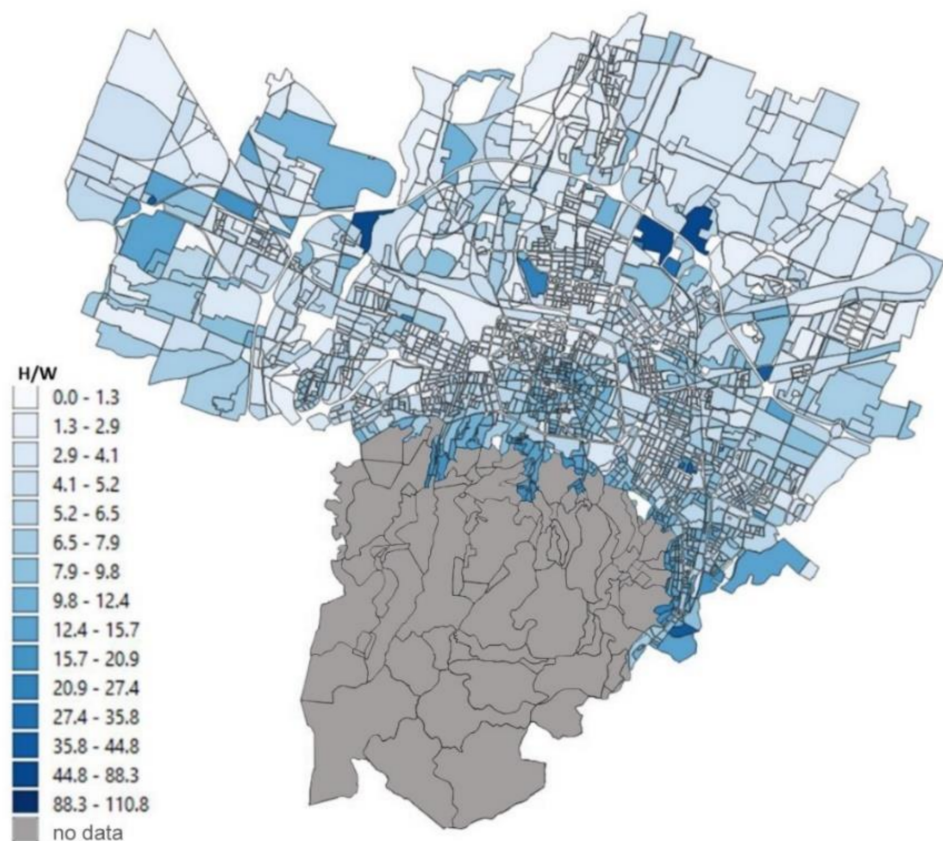 H/W
0.0 - 1.3
1.3 - 2.9
2.9 - 4.1
4.1 - 5.2
5.2 - 6.5
6.5 - 7.9
7.9 - 9.8
9.8 - 12.4
12.4 - 15.7
15.7 - 20.9
20.9 - 27.4
27.4 - 35.8
35.8 - 44.8
44.8 - 88.3
88.3 - 110.8
no data